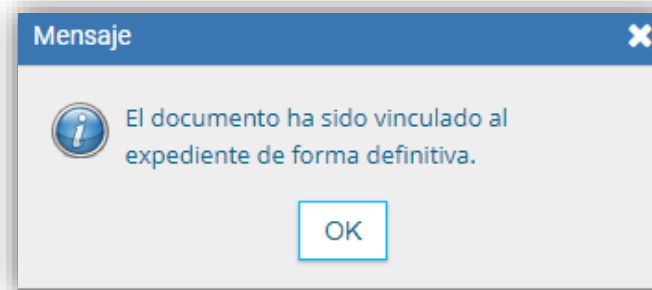 Mensaje
El documento ha sido vinculado al
expediente de forma definitiva.
OK